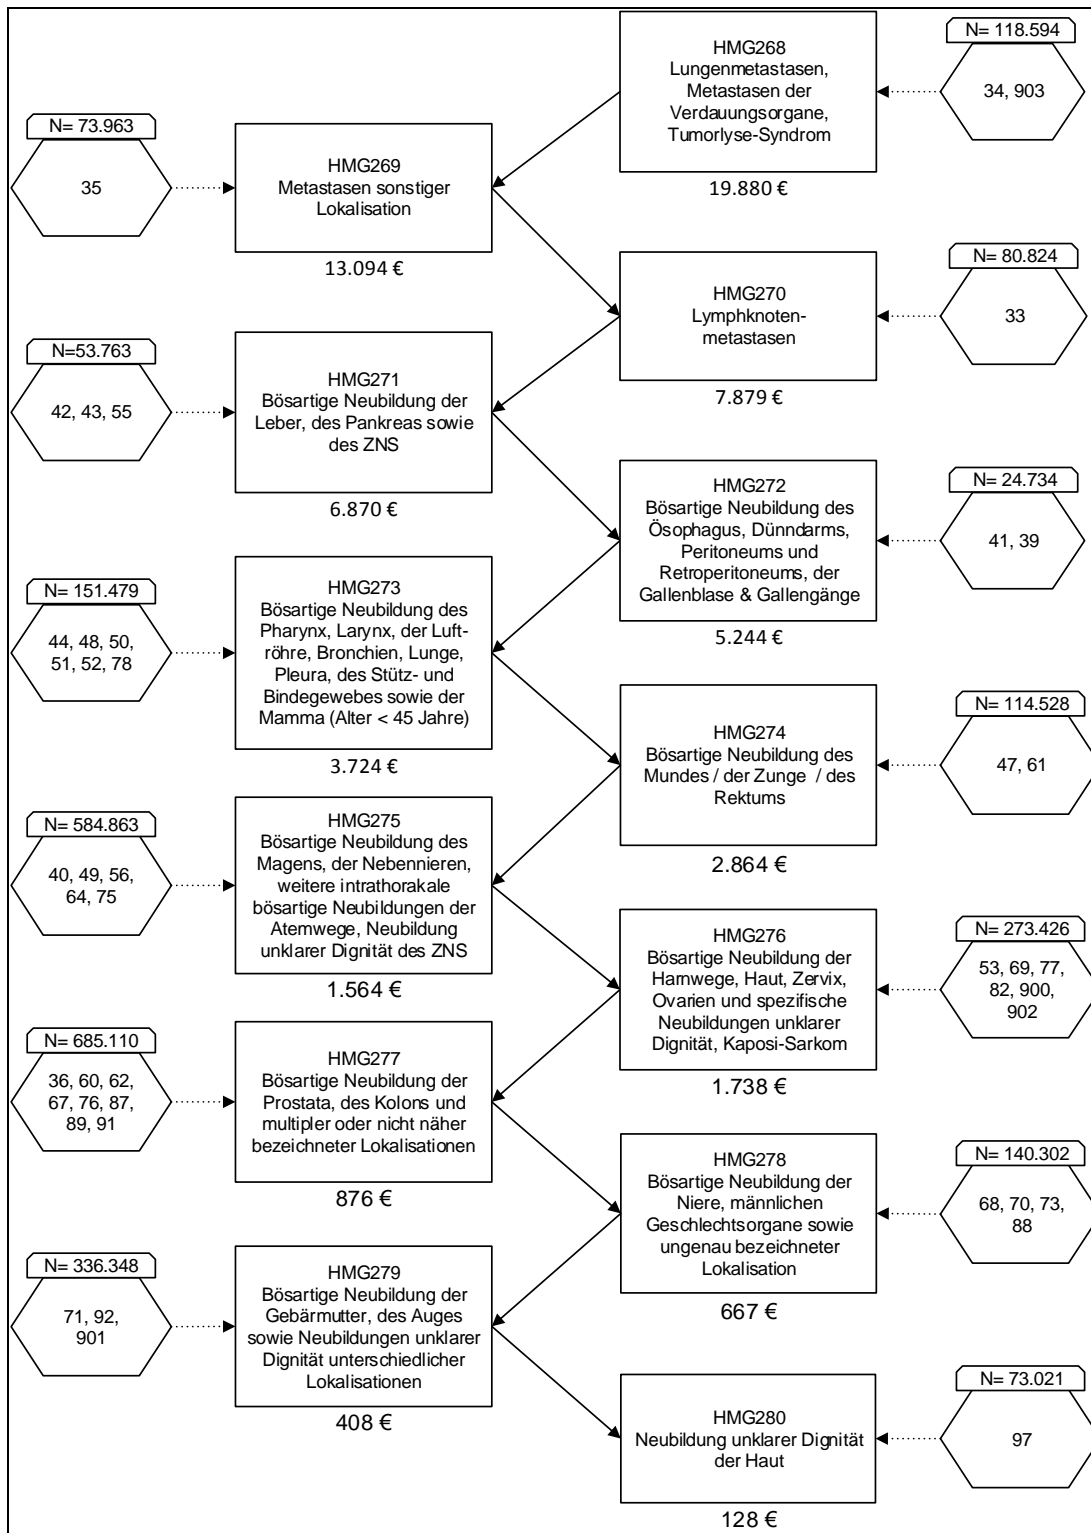 N= 118.594
34, 903
HMG268
Lungenmetastasen,
Metastasen der
Verdauungsorgane,
Tumorlyse-Syndrom
19.880 €
N= 73.963
35
HMG269
Metastasen sonstiger
Lokalisation
13.094 €
N= 80.824
33
HMG270
Lymphknoten-
metastasen
7.879 €
N=53.763
42, 43, 55
HMG271
Bösartige Neubildung der
Leber, des Pankreas sowie
des ZNS
6.870 €
N= 24.734
41, 39
HMG272
Bösartige Neubildung des
Ösophagus, Dünndarms,
Peritoneums und
Retroperitoneums, der
Gallenblase & Gallengänge
5.244 €
N= 151.479
44, 48, 50,
51, 52, 78
HMG273
Bösartige Neubildung des
Pharynx, Larynx, der Luft-
röhre, Bronchien, Lunge,
Pleura, des Stütz- und
Bindegewebes sowie der
Mamma (Alter < 45 Jahre)
3.724 €
N= 114.528
47, 61
HMG274
Bösartige Neubildung des
Mundes / der Zunge / des
Rektums
2.864 €
N= 584.863
40, 49, 56,
64, 75
HMG275
Bösartige Neubildung des
Magens, der Nebennieren,
weitere intrathorakale
bösartige Neubildungen der
Atemwege, Neubildung
unklarer Dignität des ZNS
1.564 €
N= 273.426
53, 69, 77,
82, 900,
902
HMG276
Bösartige Neubildung der
Harnwege, Haut, Zervix,
Ovarien und spezifische
Neubildungen unklarer
Dignität, Kaposi-Sarkom
1.738 €
N= 685.110
36, 60, 62,
67, 76, 87,
89, 91
HMG277
Bösartige Neubildung der
Prostata, des Kolons und
multipler oder nicht näher
bezeichneter Lokalisationen
876 €
N= 140.302
68, 70, 73,
88
HMG278
Bösartige Neubildung der
Niere, männlichen
Geschlechtsorgane sowie
ungenau bezeichneter
Lokalisation
667 €
N= 336.348
71, 92,
901
HMG279
Bösartige Neubildung der
Gebärmutter, des Auges
sowie Neubildungen unklarer
Dignität unterschiedlicher
Lokalisationen
408 €
N= 73.021
97
HMG280
Neubildung unklarer Dignität
der Haut
128 €